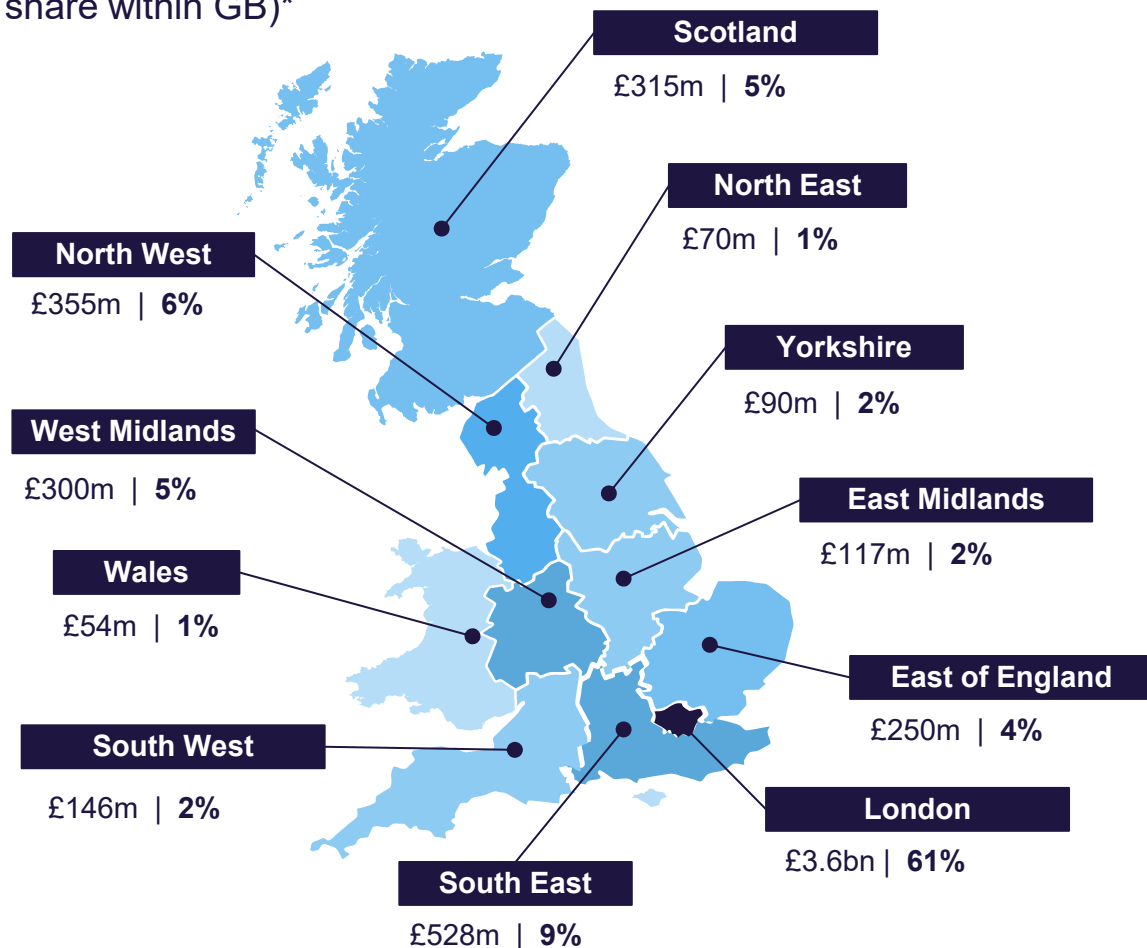 share within GB)*
Scotland
£315m | 5%
North East
£70m | 1%
North West
£355m | 6%
Yorkshire
£90m | 2%
West Midlands
£300m | 5%
East Midlands
£117m | 2%
Wales
£54m | 1%
East of England
£250m | 4%
South West
£146m | 2%
London
£3.6bn | 61%
South East
£528m | 9%